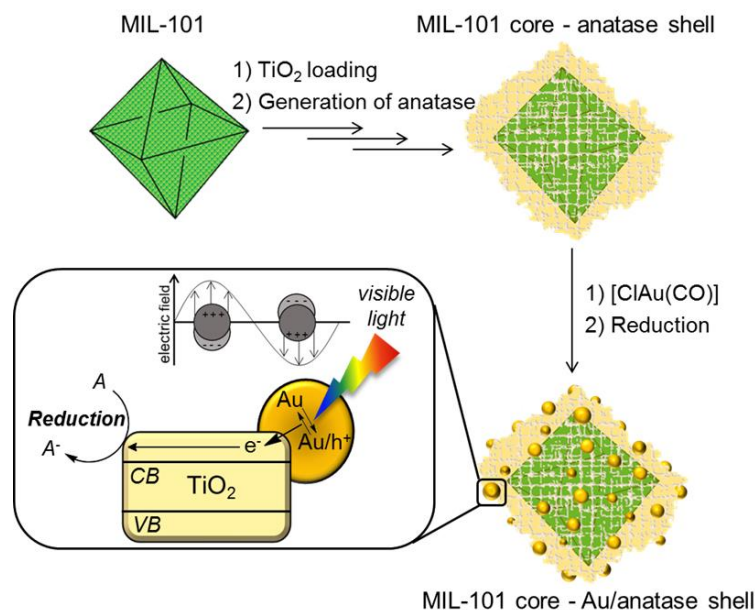 MIL-101
MIL-101 core - anatase shell
1) TiO₂ loading
2) Generation of anatase
1) [ClAu(CO)]
2) Reduction
electric field
+++
- - -
- - -
+++
visible
light
A
Reduction
A-
Au
Au/h⁺
e⁻
CB
TiO₂
VB
MIL-101 core - Au/anatase shell